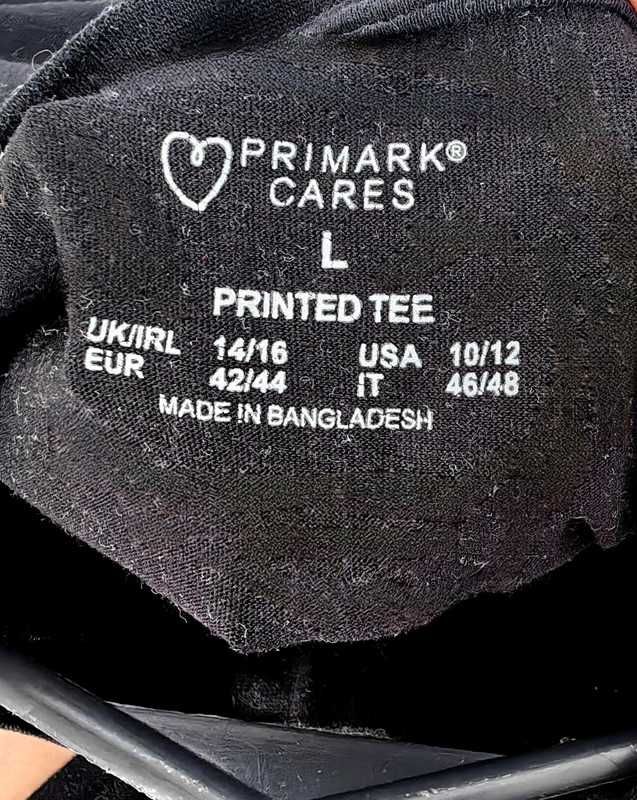 PRIMARK®
CARES
L
PRINTED TEE
UK/IRL 14/16 USA 10/12
EUR 42/44 IT 46/48
MADE IN BANGLADESH